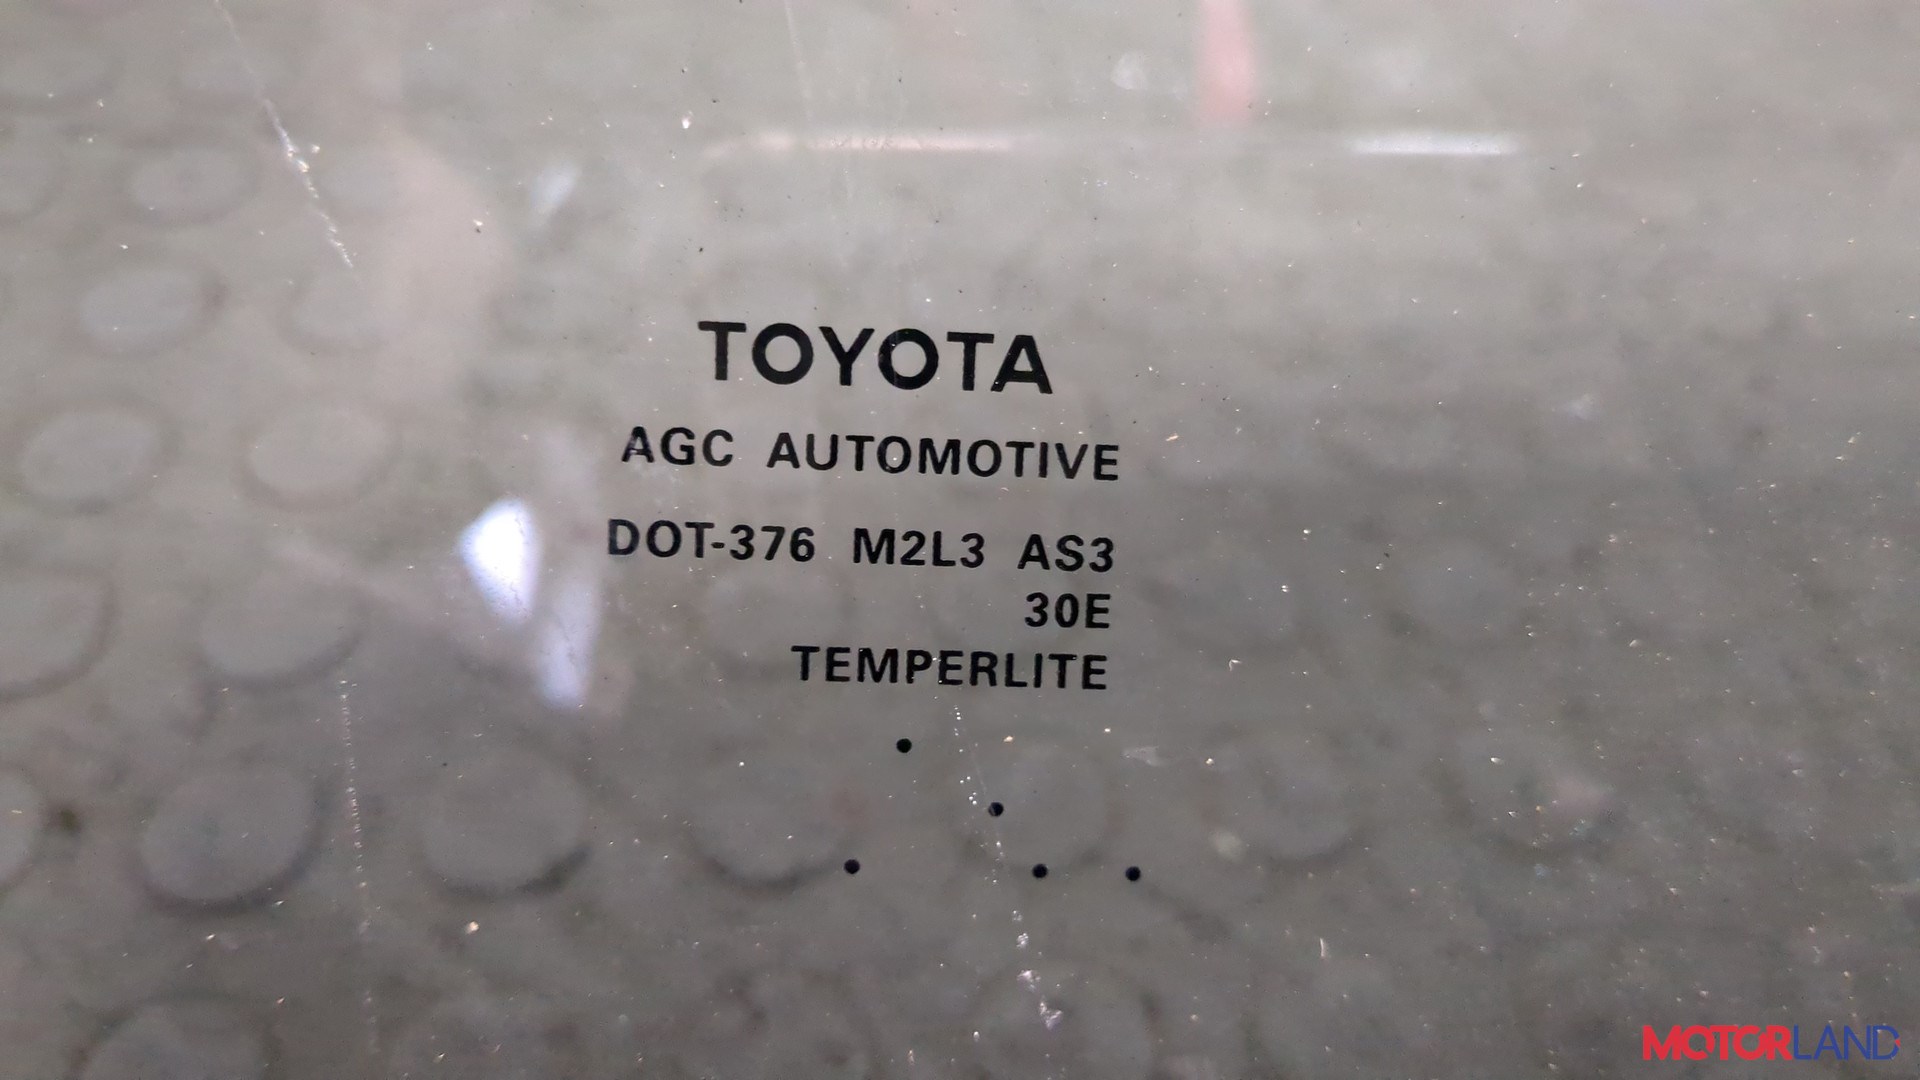 TOYOTA
AGC AUTOMOTIVE
DOT-376 M2L3 AS3
30E
TEMPERLITE
MOTORLAND